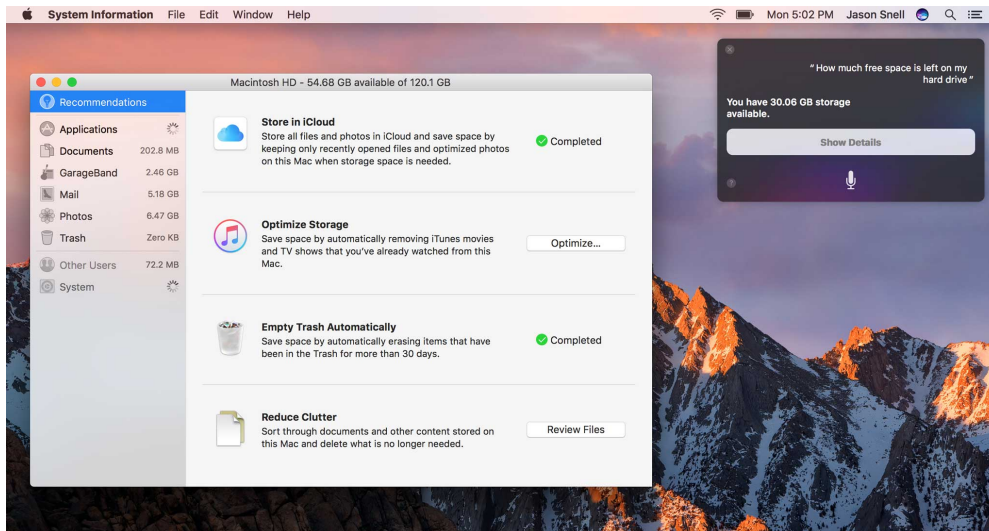 System Information File Edit Window Help
Mon 5:02 PM Jason Snell
Macintosh HD - 54.68 GB available of 120.1 GB
Recommendations
Applications
Documents 202.8 MB
GarageBand 2.46 GB
Mail 5.18 GB
Photos 6.47 GB
Trash Zero KB
Other Users 72.2 MB
System
Store in iCloud
Store all files and photos in iCloud and save space by
keeping only recently opened files and optimized photos
on this Mac when storage space is needed.
Completed
Optimize Storage
Save space by automatically removing iTunes movies
and TV shows that you've already watched from this
Mac.
Optimize...
Empty Trash Automatically
Save space by automatically erasing items that have
been in the Trash for more than 30 days.
Completed
Reduce Clutter
Sort through documents and other content stored on
this Mac and delete what is no longer needed.
Review Files
“How much free space is left on my
hard drive”
You have 30.06 GB storage
available.
Show Details
?